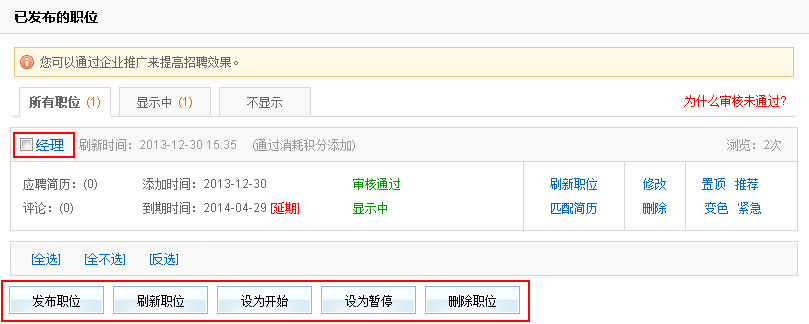 已发布的职位
您可以通过企业推广来提高招聘效果。
所有职位 (1) 显示中 (1) 不显示 为什么审核未通过?
经理 刷新时间：2013-12-30 15:35 (通过消耗积分添加) 浏览：2次
应聘简历：(0) 添加时间：2013-12-30 审核通过 刷新职位 修改 置顶 推荐
评论：(0) 到期时间：2014-04-29 [延期] 显示中 匹配简历 删除 变色 紧急
[全选] [全不选] [反选]
发布职位 刷新职位 设为开始 设为暂停 删除职位